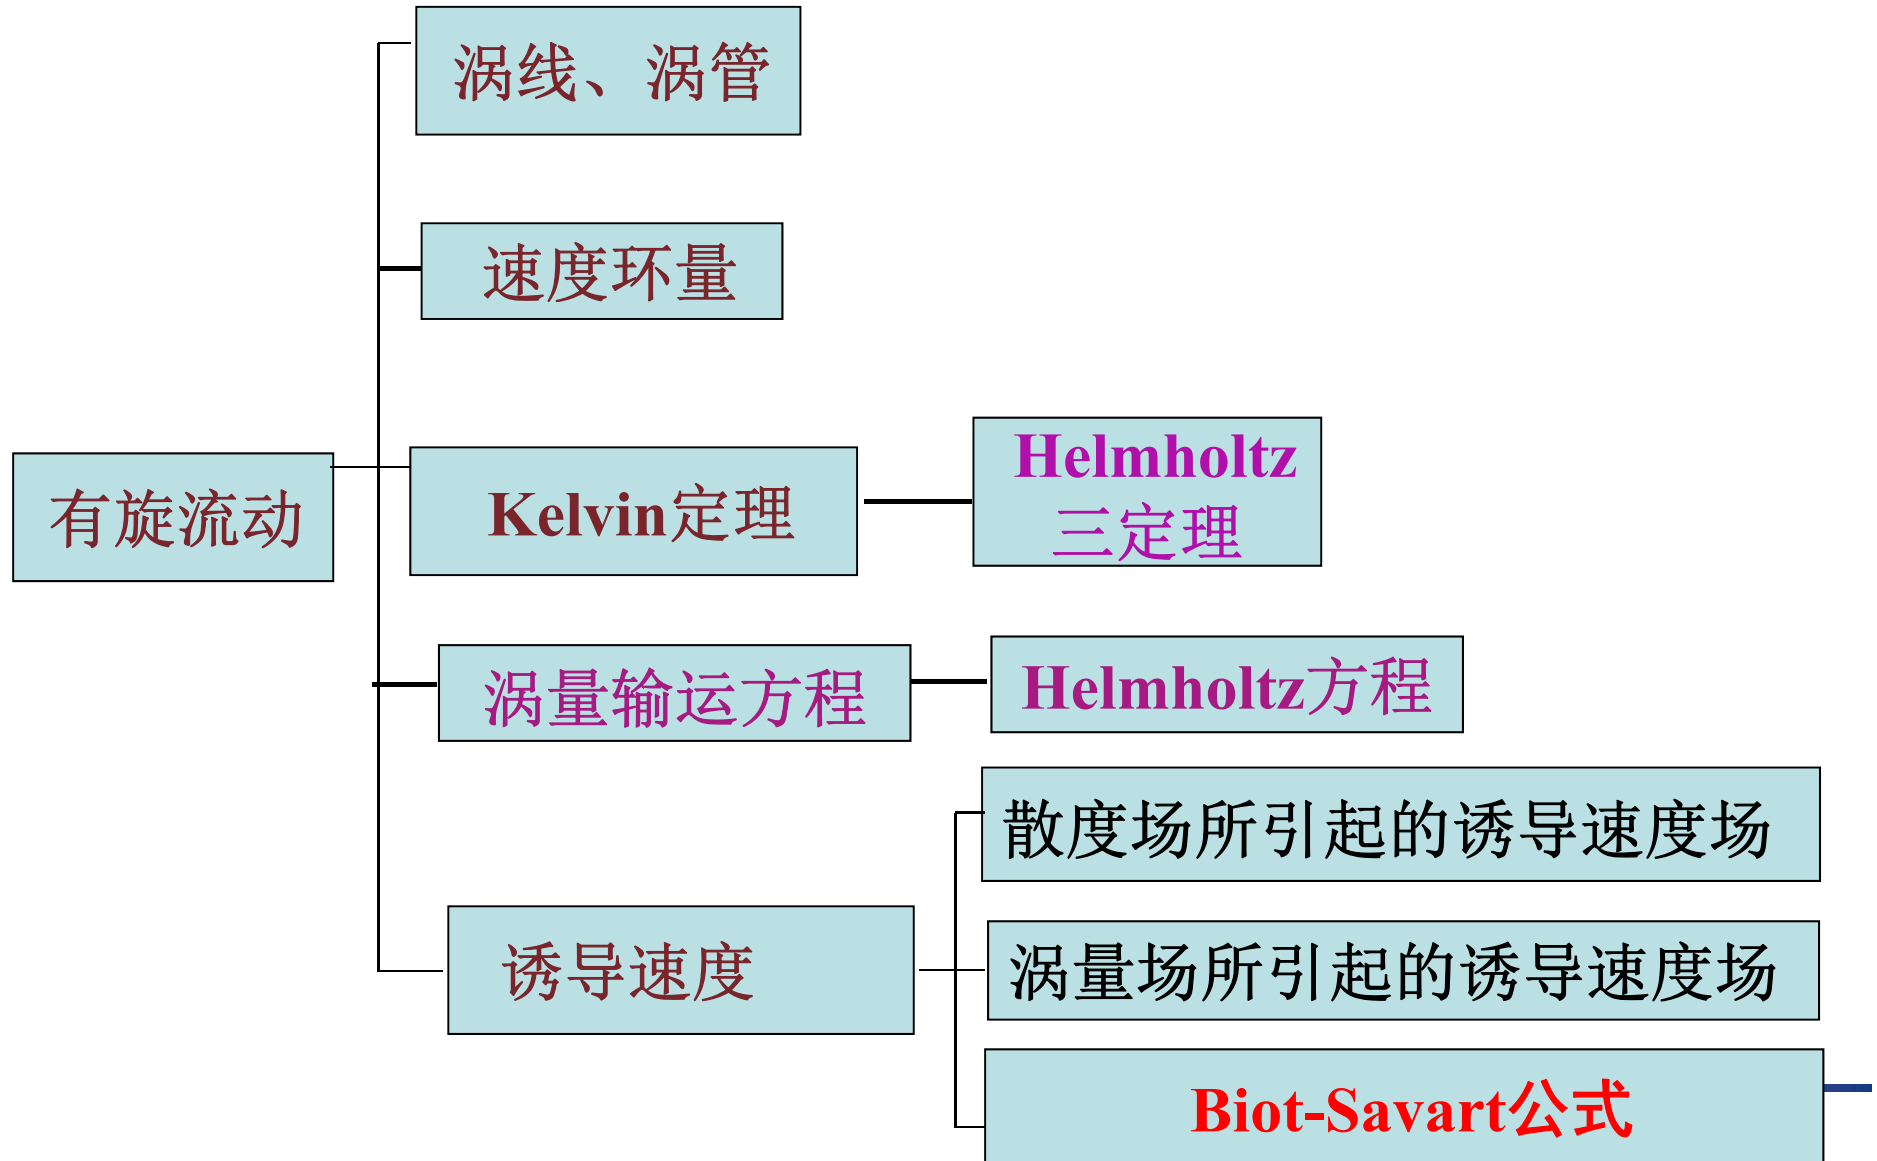 涡线、涡管
速度环量
有旋流动
Kelvin定理
Helmholtz
三定理
涡量输运方程
Helmholtz方程
诱导速度
散度场所引起的诱导速度场
涡量场所引起的诱导速度场
Biot-Savart公式